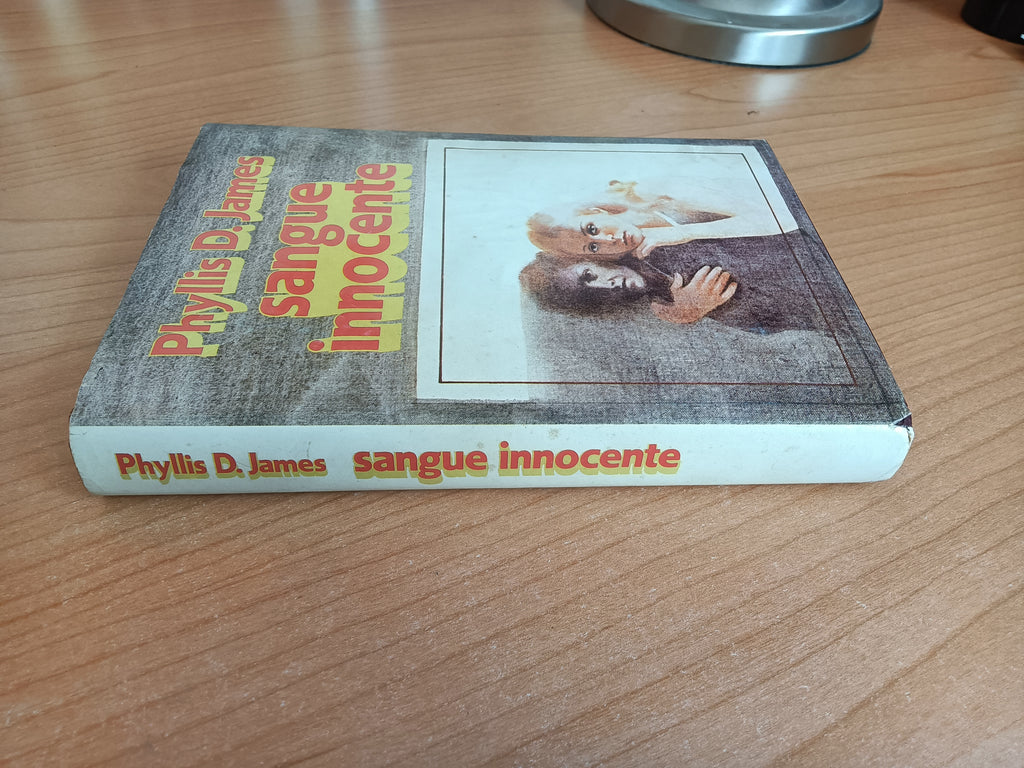 Phyllis D. James
sangue
innocente
Phyllis D. James sangue innocente